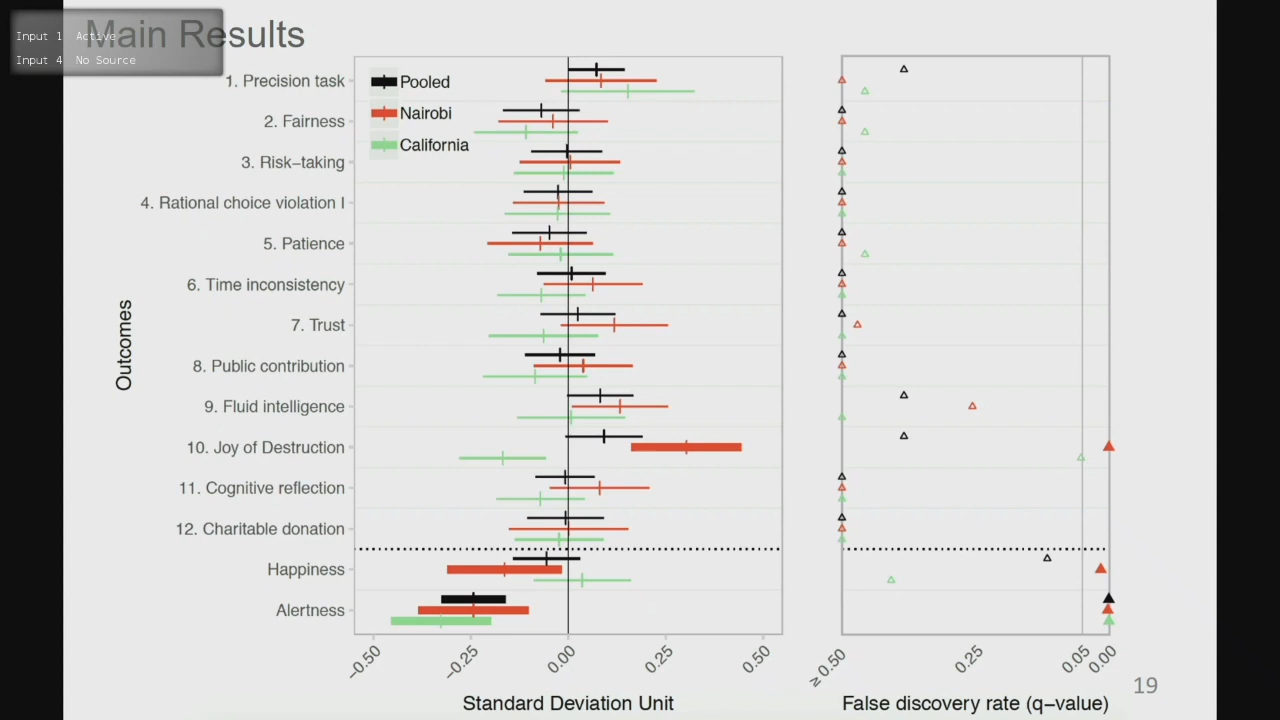 Main Results
Input 1 Active
Input 4 No Source
Pooled
Nairobi
California
Outcomes
1. Precision task
2. Fairness
3. Risk−taking
4. Rational choice violation I
5. Patience
6. Time inconsistency
7. Trust
8. Public contribution
9. Fluid intelligence
10. Joy of Destruction
11. Cognitive reflection
12. Charitable donation
Happiness
Alertness
−0.50 −0.25 0.00 0.25 0.50
Standard Deviation Unit
≥ 0.50 0.25 0.05 0.00
False discovery rate (q−value)
19